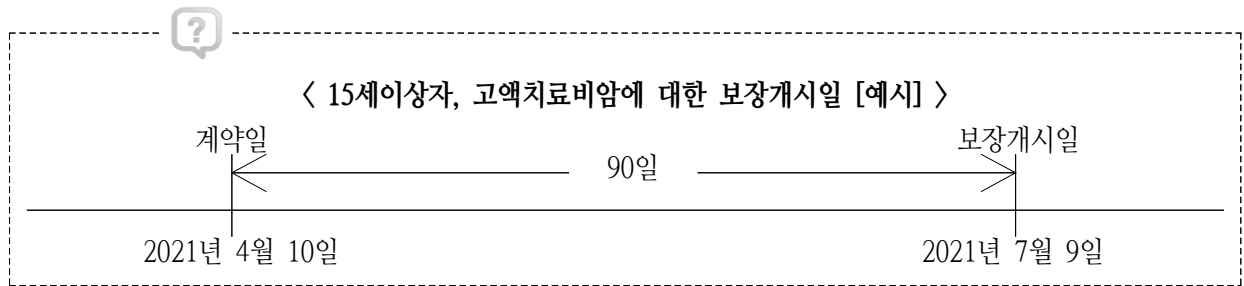 ?
< 15세이상자, 고액치료비암에 대한 보장개시일 [예시] >
계약일 보장개시일
90일
2021년 4월 10일 2021년 7월 9일